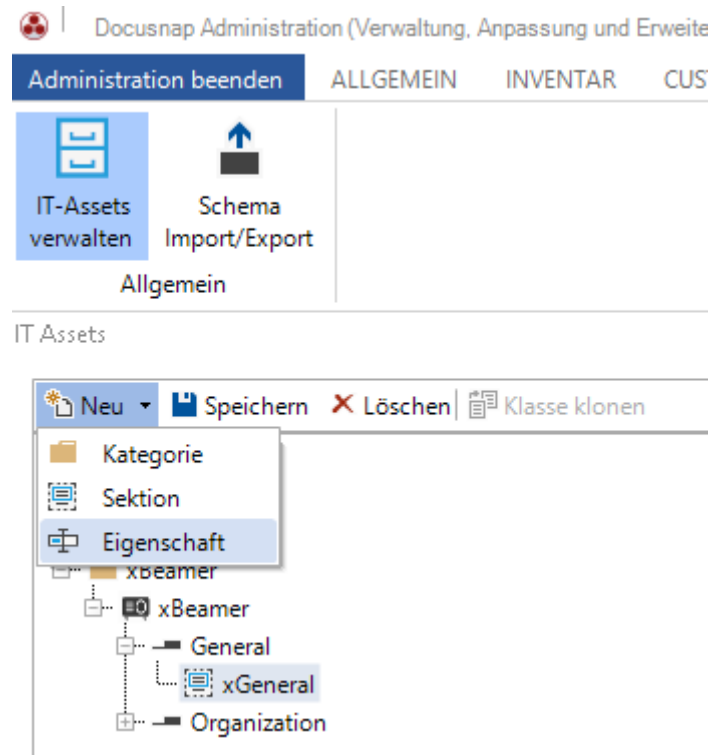 Docusnap Administration (Verwaltung, Anpassung und Erweite
Administration beenden ALLGEMEIN INVENTAR CUS
IT-Assets verwalten
Schema Import/Export
Allgemein
IT Assets
Neu Speichern Löschen Klasse klonen
Kategorie
Sektion
Eigenschaft
xBeamer
xBeamer
General
xGeneral
Organization